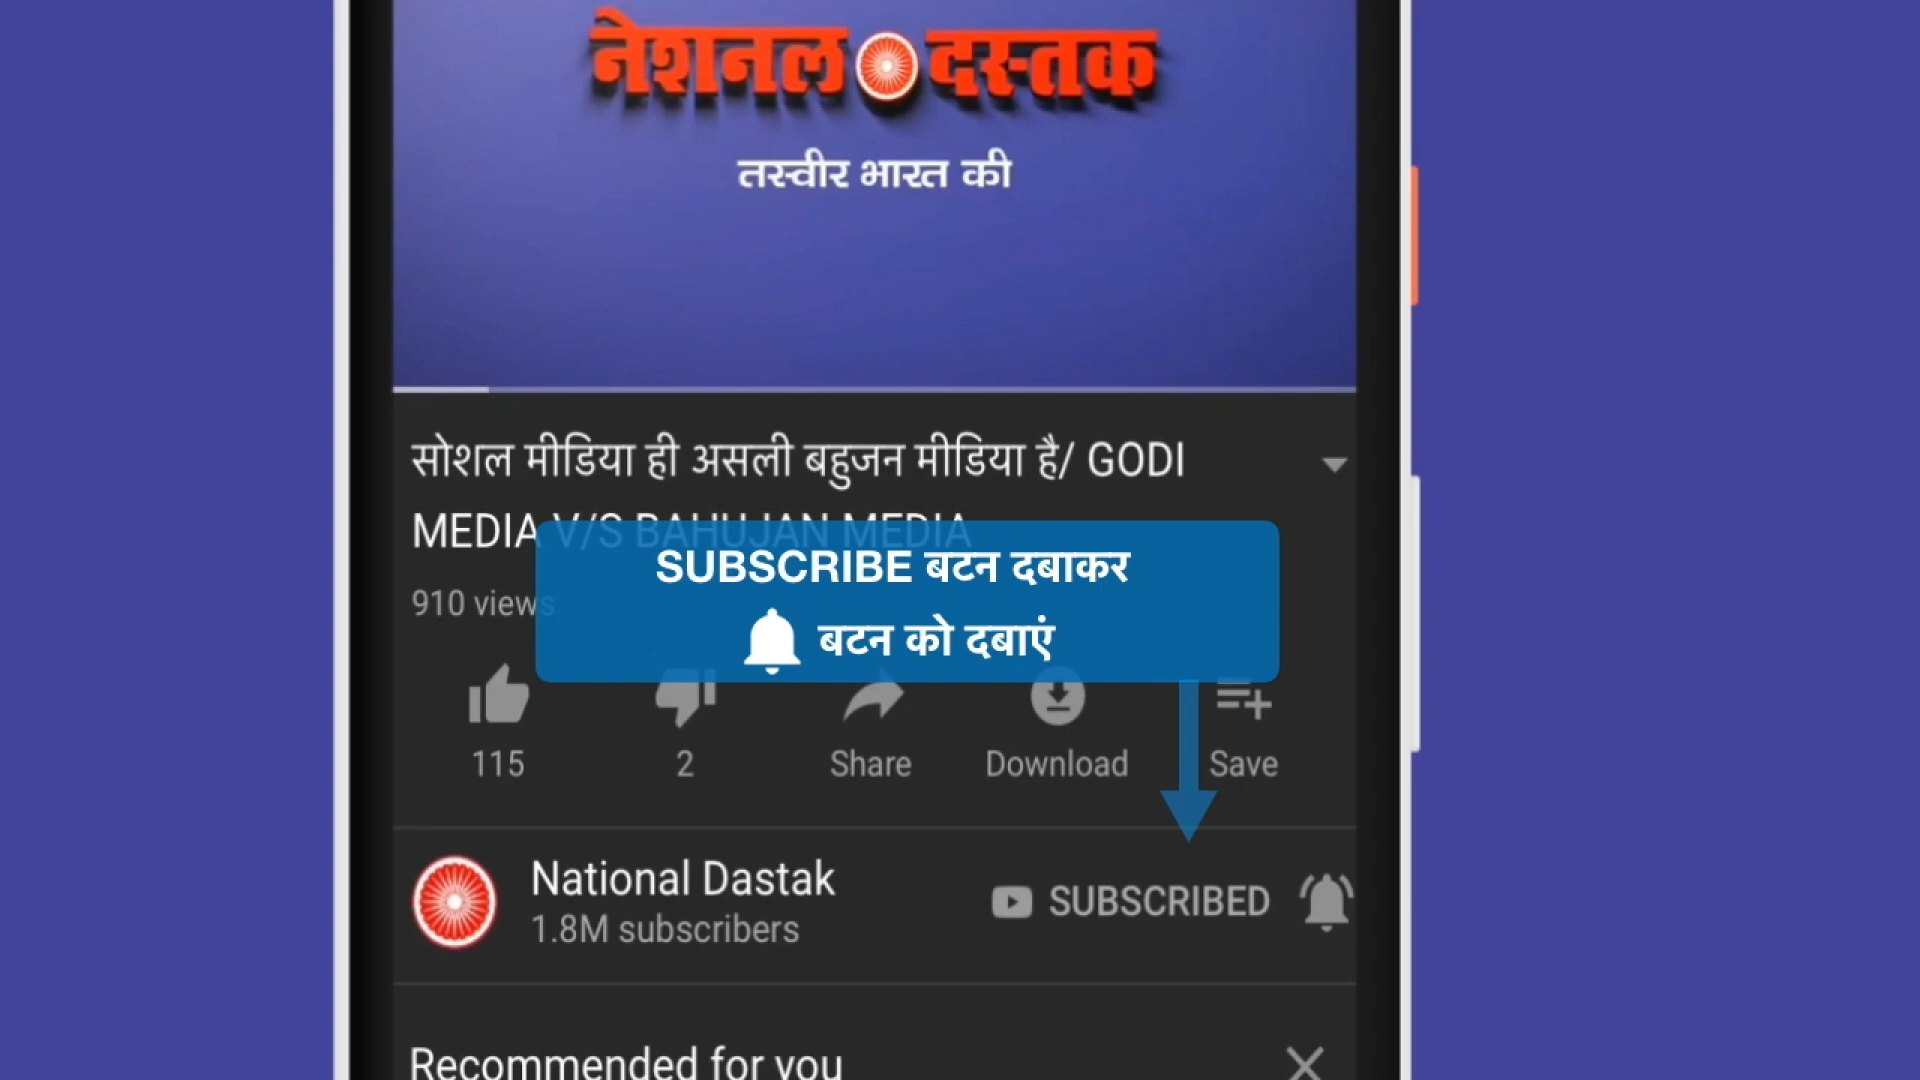 नेशनल दस्तक
तस्वीर भारत की
सोशल मीडिया ही असली बहुजन मीडिया है/ GODI
MEDIA V/S BAHUJAN MEDIA
SUBSCRIBE बटन दबाकर
910 views
बटन को दबाएं
115
2
Share
Download
Save
National Dastak
SUBSCRIBED
1.8M subscribers
Recommended for you